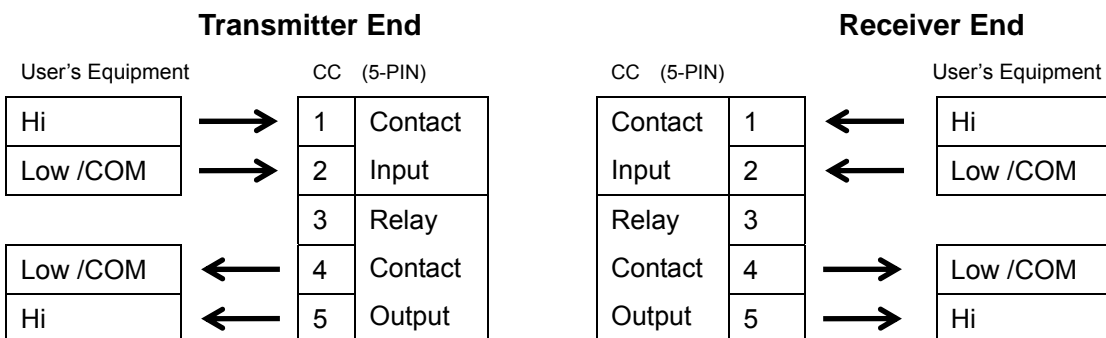 Transmitter End Receiver End
User's Equipment CC (5-PIN) CC (5-PIN) User's Equipment
Hi 1 Contact Contact 1 Hi
Low /COM 2 Input Input 2 Low /COM
3 Relay Relay 3
Low /COM 4 Contact Contact 4 Low /COM
Hi 5 Output Output 5 Hi